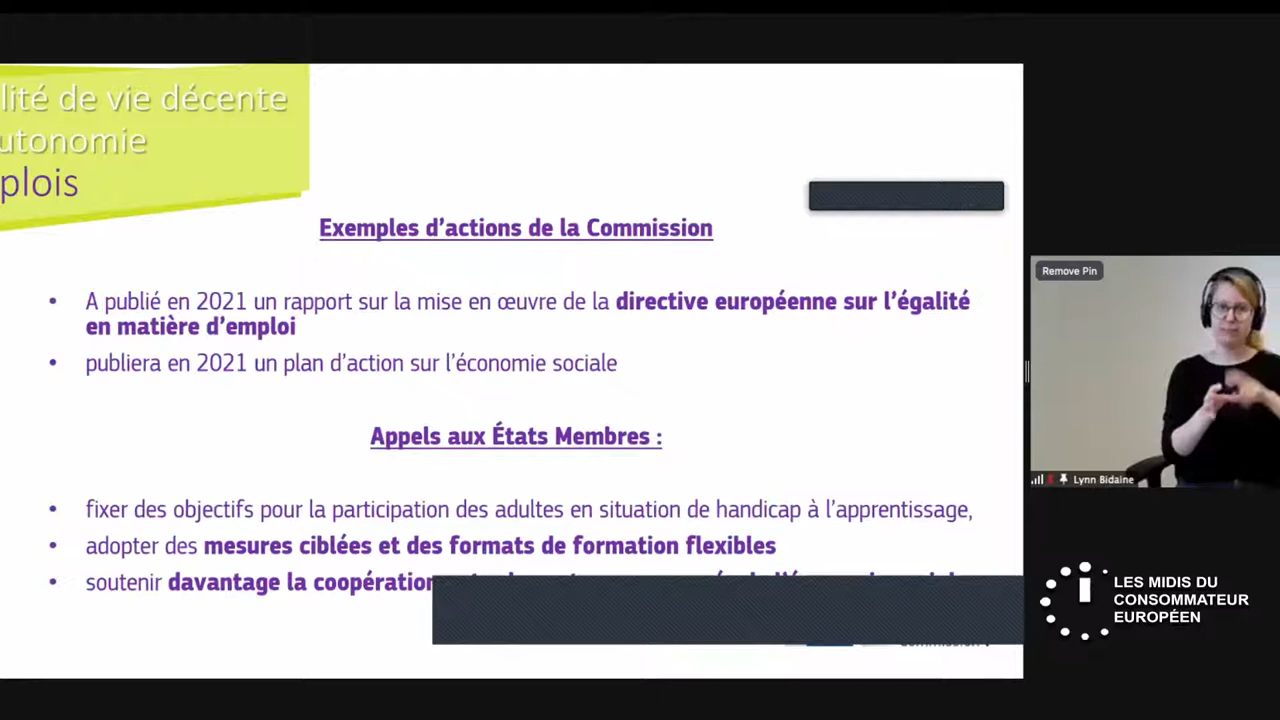 lité de vie décente
utonomie
plois
Exemples d’actions de la Commission
• A publié en 2021 un rapport sur la mise en œuvre de la directive européenne sur l’égalité
en matière d’emploi
• publiera en 2021 un plan d’action sur l’économie sociale
Appels aux États Membres :
• fixer des objectifs pour la participation des adultes en situation de handicap à l’apprentissage,
• adopter des mesures ciblées et des formats de formation flexibles
• soutenir davantage la coopération
Remove Pin
Lynn Bidaine
LES MIDIS DU
CONSOMMATEUR
EUROPÉEN